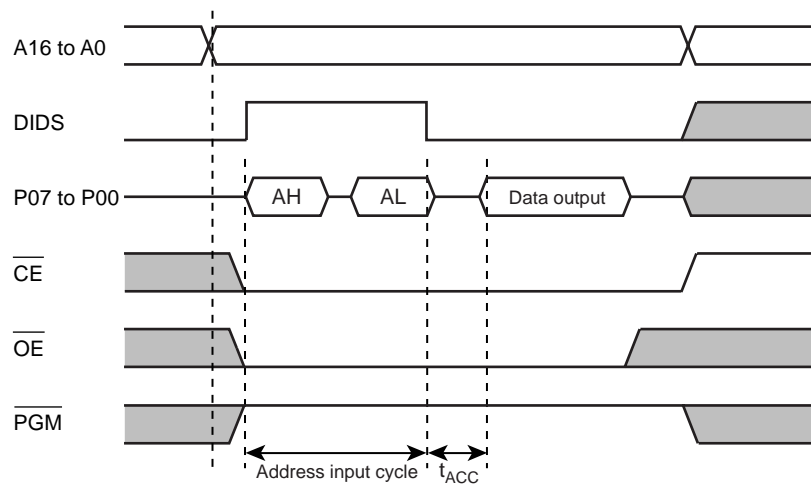 A16 to A0
DIDS
P07 to P00
AH
AL
Data output
CE
OE
PGM
Address input cycle
tACC